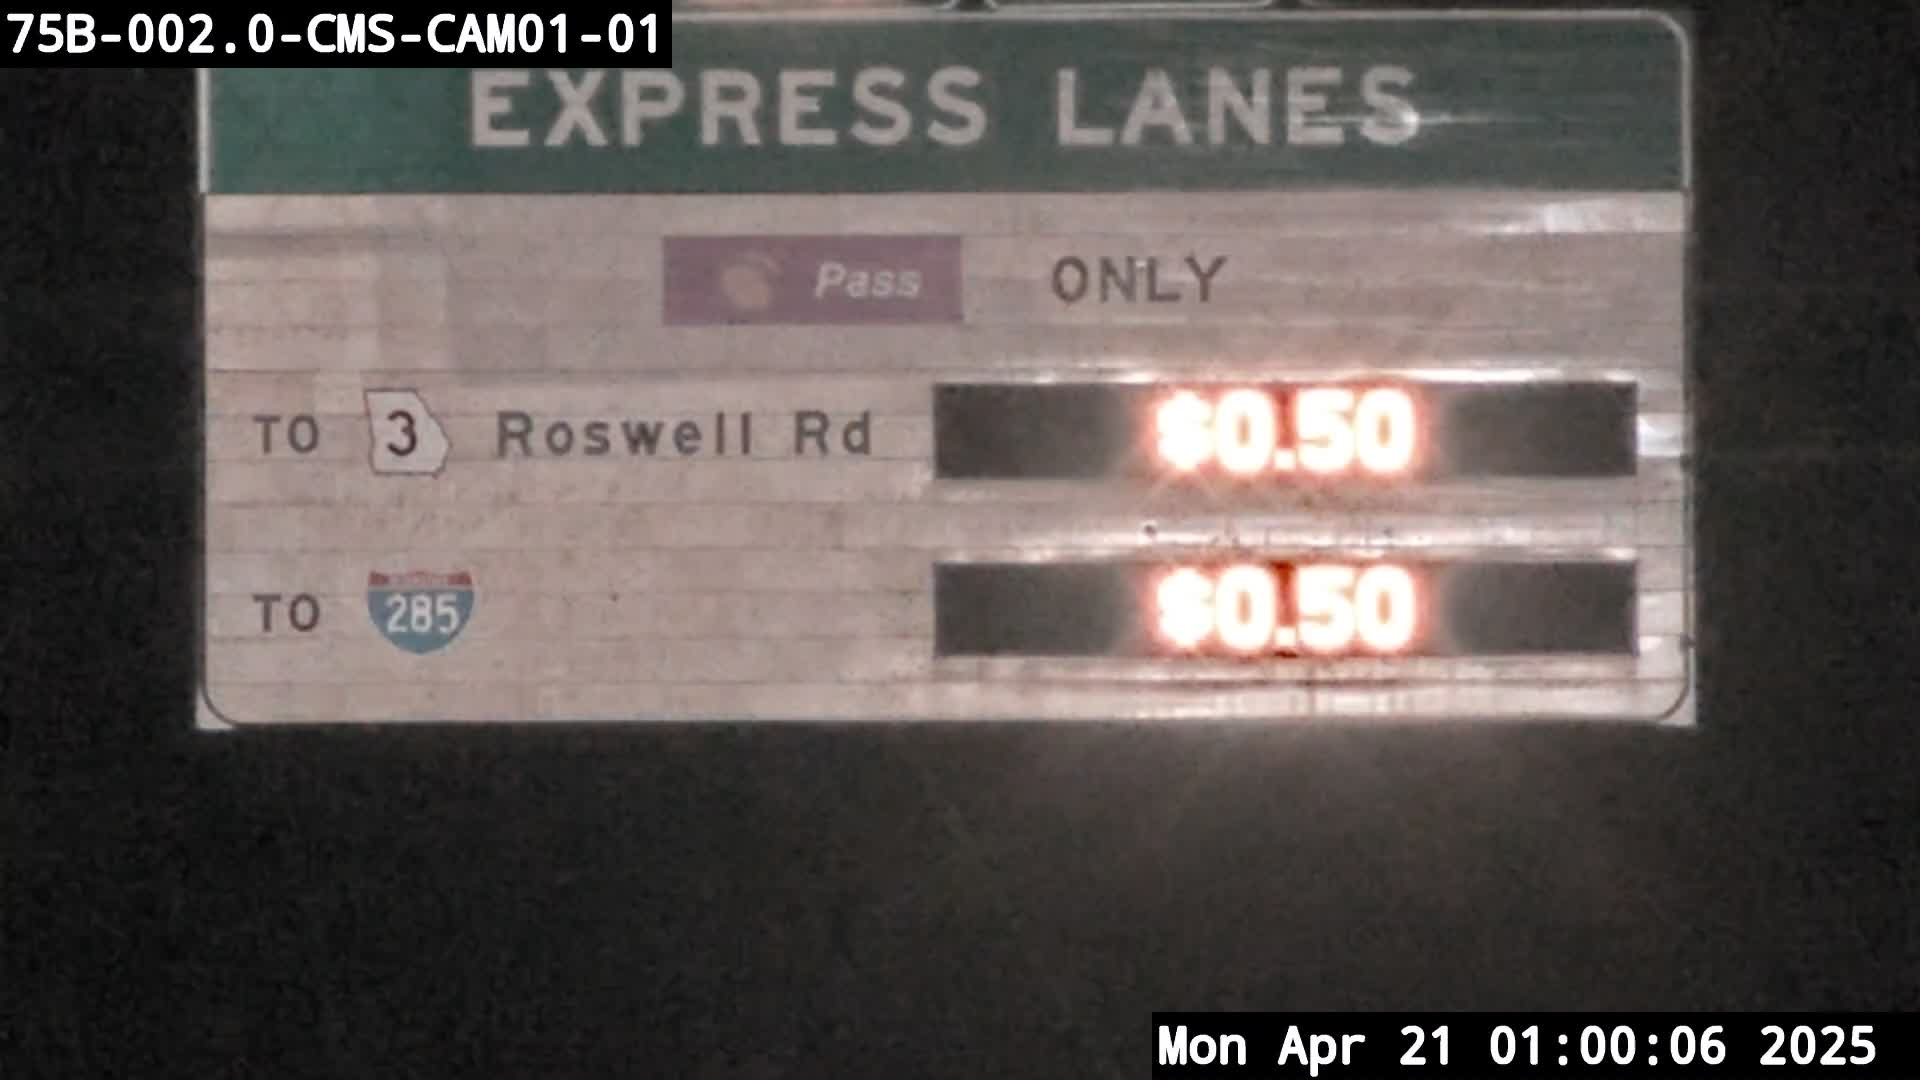 75B-002.0-CMS-CAM01-01
EXPRESS LANES
Pass ONLY
TO 3 Roswell Rd $0.50
TO 285 $0.50
Mon Apr 21 01:00:06 2025